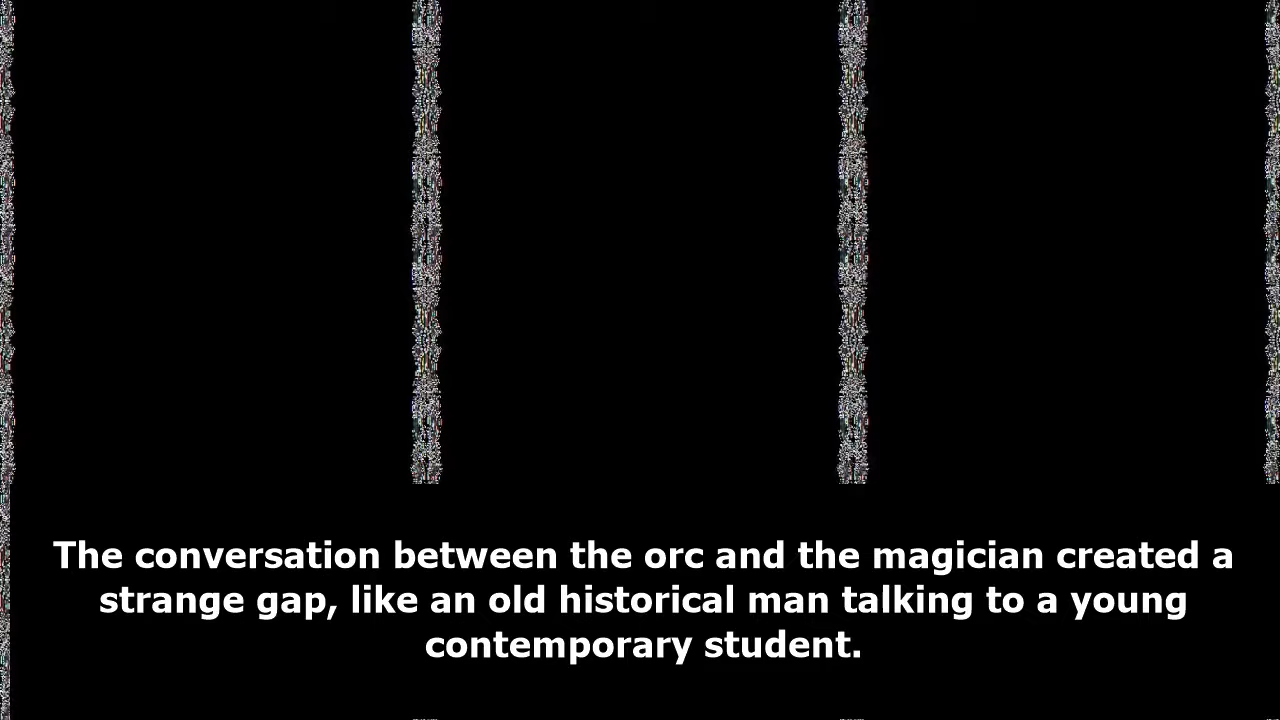 The conversation between the orc and the magician created a
strange gap, like an old historical man talking to a young
contemporary student.